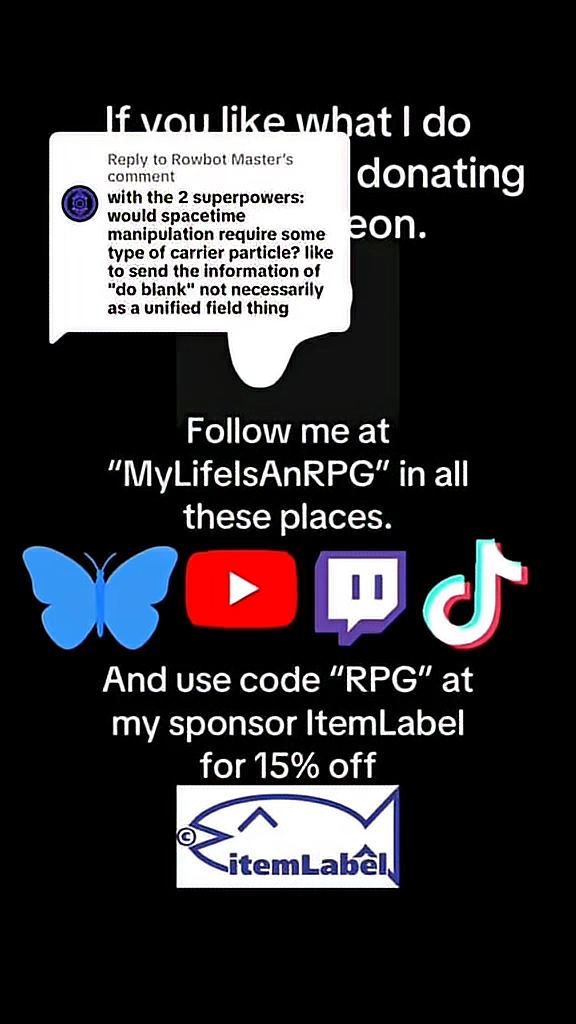 If you like what I do
donating
eon.
Reply to Rowbot Master's
comment
with the 2 superpowers:
would spacetime
manipulation require some
type of carrier particle? like
to send the information of
"do blank" not necessarily
as a unified field thing
Follow me at
“MyLifeIsAnRPG” in all
these places.
And use code “RPG” at
my sponsor ItemLabel
for 15% off
©
itemLabel